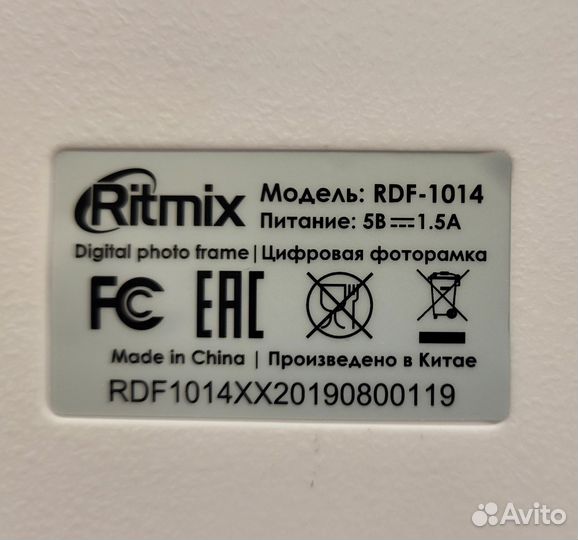 Ritmix
Модель: RDF-1014
Питание: 5В⎓1.5А
Digital photo frame | Цифровая фоторамка
FC EAC
Made in China | Произведено в Китае
RDF1014XX20190800119
Avito